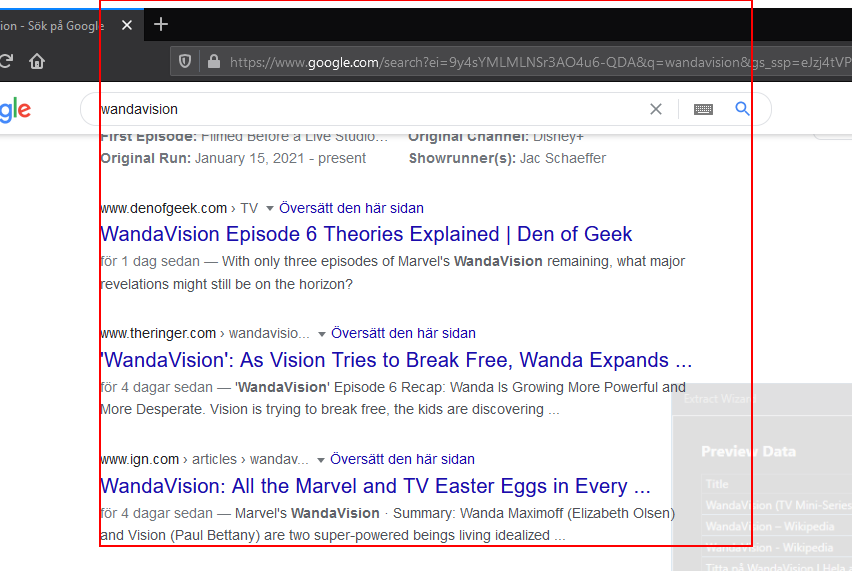 ion - Sök på Google
https://www.google.com/search?ei=9y4sYMLMLNSr3AO4u6-QDA&q=wandavision&gs_ssp=eJzj4tVP
gle
wandavision
First Episode: Filmed Before a Live Studio... Original Channel: Disney+
Original Run: January 15, 2021 - present Showrunner(s): Jac Schaeffer
www.denofgeek.com › TV Översätt den här sidan
WandaVision Episode 6 Theories Explained | Den of Geek
för 1 dag sedan — With only three episodes of Marvel's WandaVision remaining, what major
revelations might still be on the horizon?
www.theringer.com › wandavisio... Översätt den här sidan
'WandaVision': As Vision Tries to Break Free, Wanda Expands ...
för 4 dagar sedan — 'WandaVision' Episode 6 Recap: Wanda Is Growing More Powerful and
More Desperate. Vision is trying to break free, the kids are discovering ...
www.ign.com › articles › wandav... Översätt den här sidan
WandaVision: All the Marvel and TV Easter Eggs in Every ...
för 4 dagar sedan — Marvel's WandaVision · Summary: Wanda Maximoff (Elizabeth Olsen)
and Vision (Paul Bettany) are two super-powered beings living idealized ...
Extract Wizard
Preview Data
Title
WandaVision (TV Mini-Series
WandaVision – Wikipedia
WandaVision - Wikipedia
Titta på WandaVision | Hela a